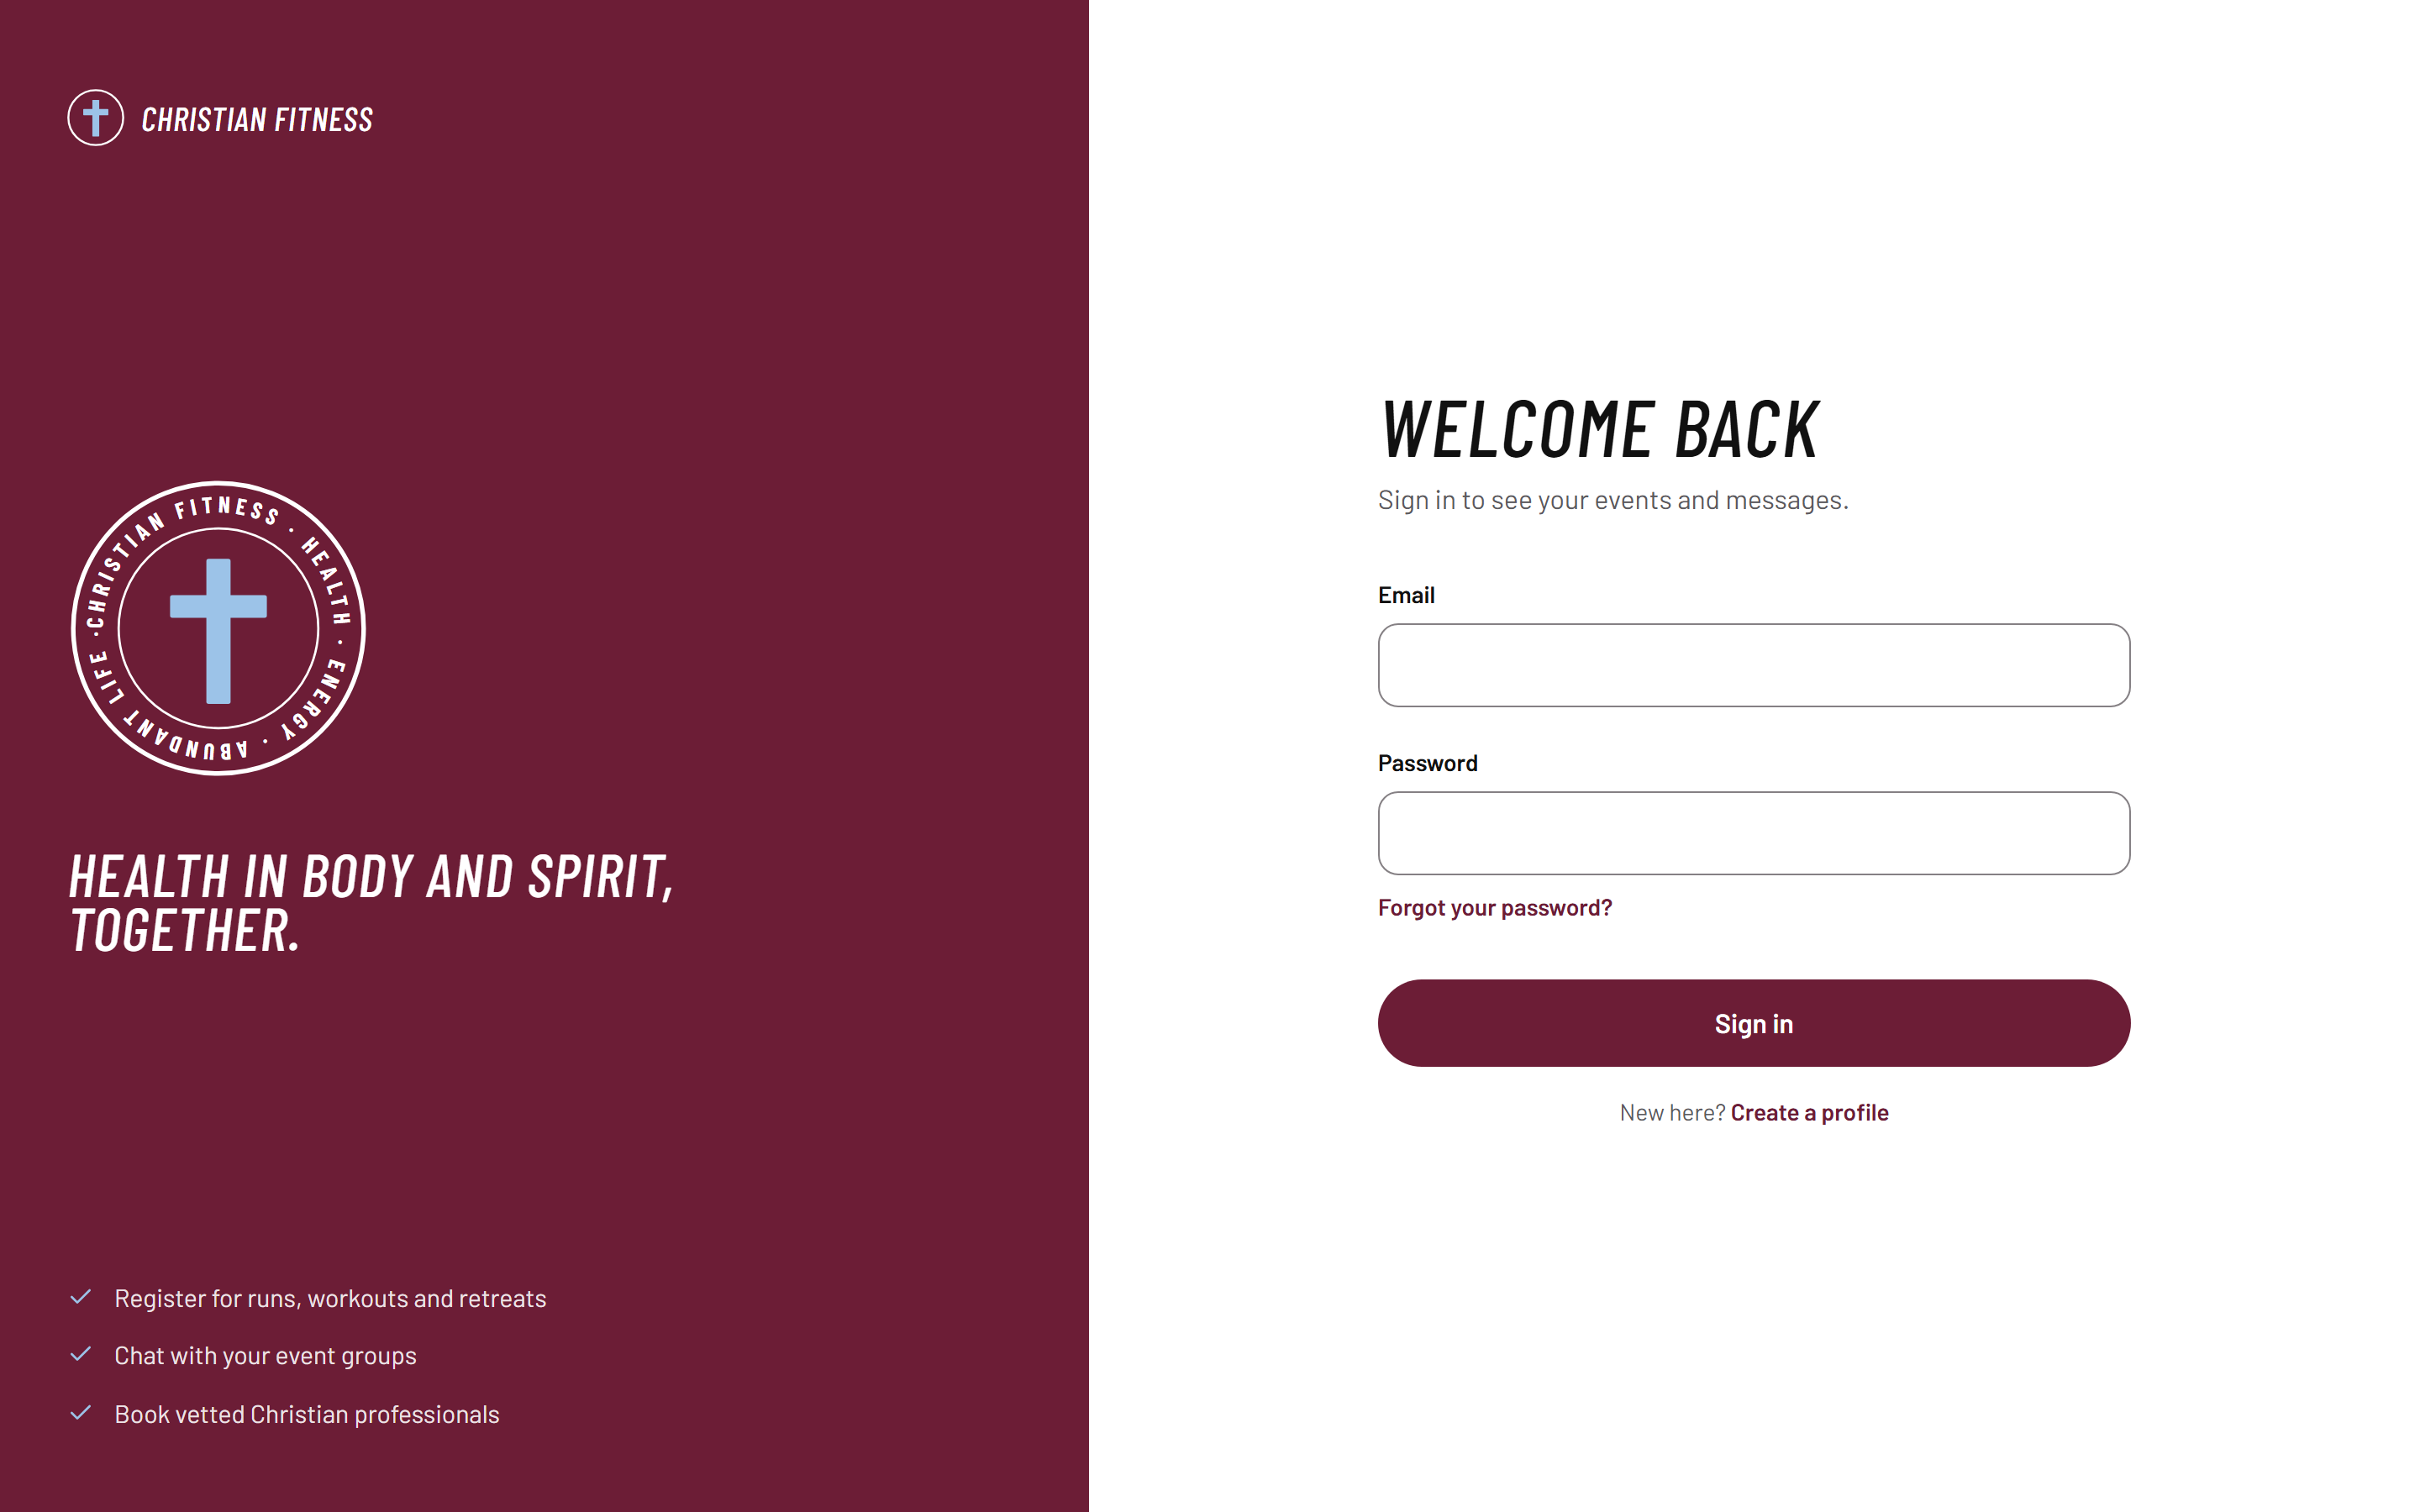 CHRISTIAN FITNESS
CHRISTIAN FITNESS · HEALTH · ENERGY · ABUNDANT LIFE ·
HEALTH IN BODY AND SPIRIT,
TOGETHER.
Register for runs, workouts and retreats
Chat with your event groups
Book vetted Christian professionals
WELCOME BACK
Sign in to see your events and messages.
Email
Password
Forgot your password?
Sign in
New here? Create a profile